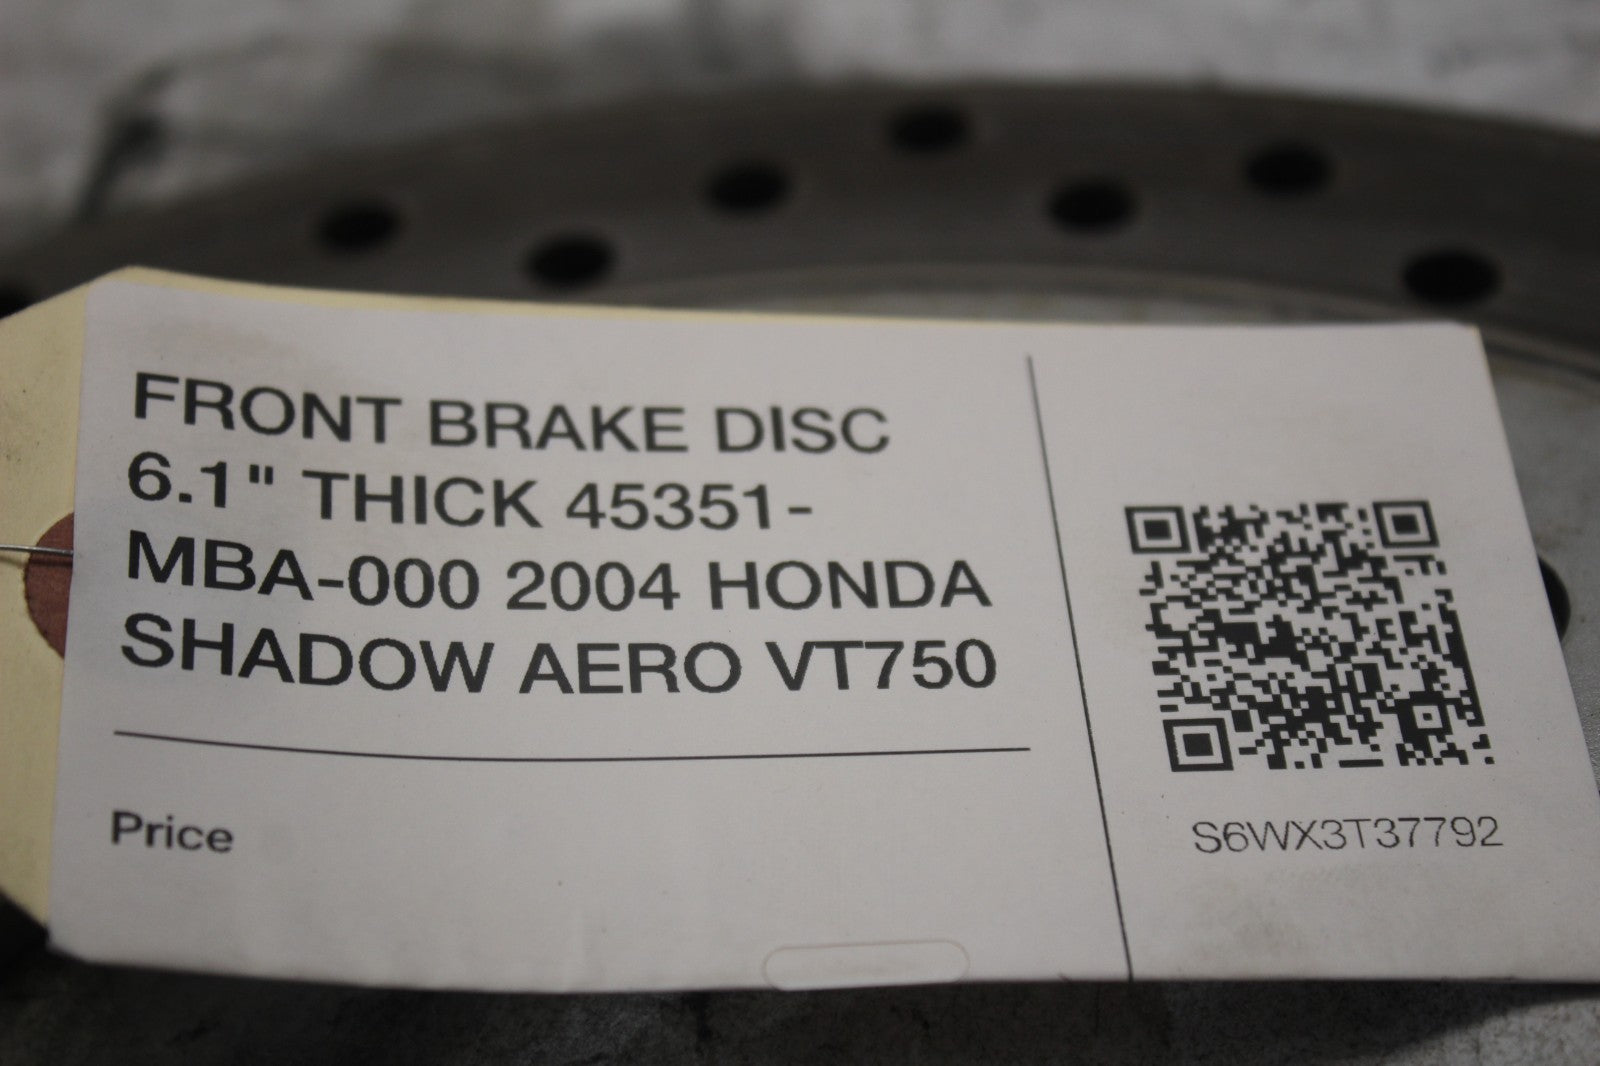 FRONT BRAKE DISC
6.1" THICK 45351-
MBA-000 2004 HONDA
SHADOW AERO VT750
Price
S6WX3T37792